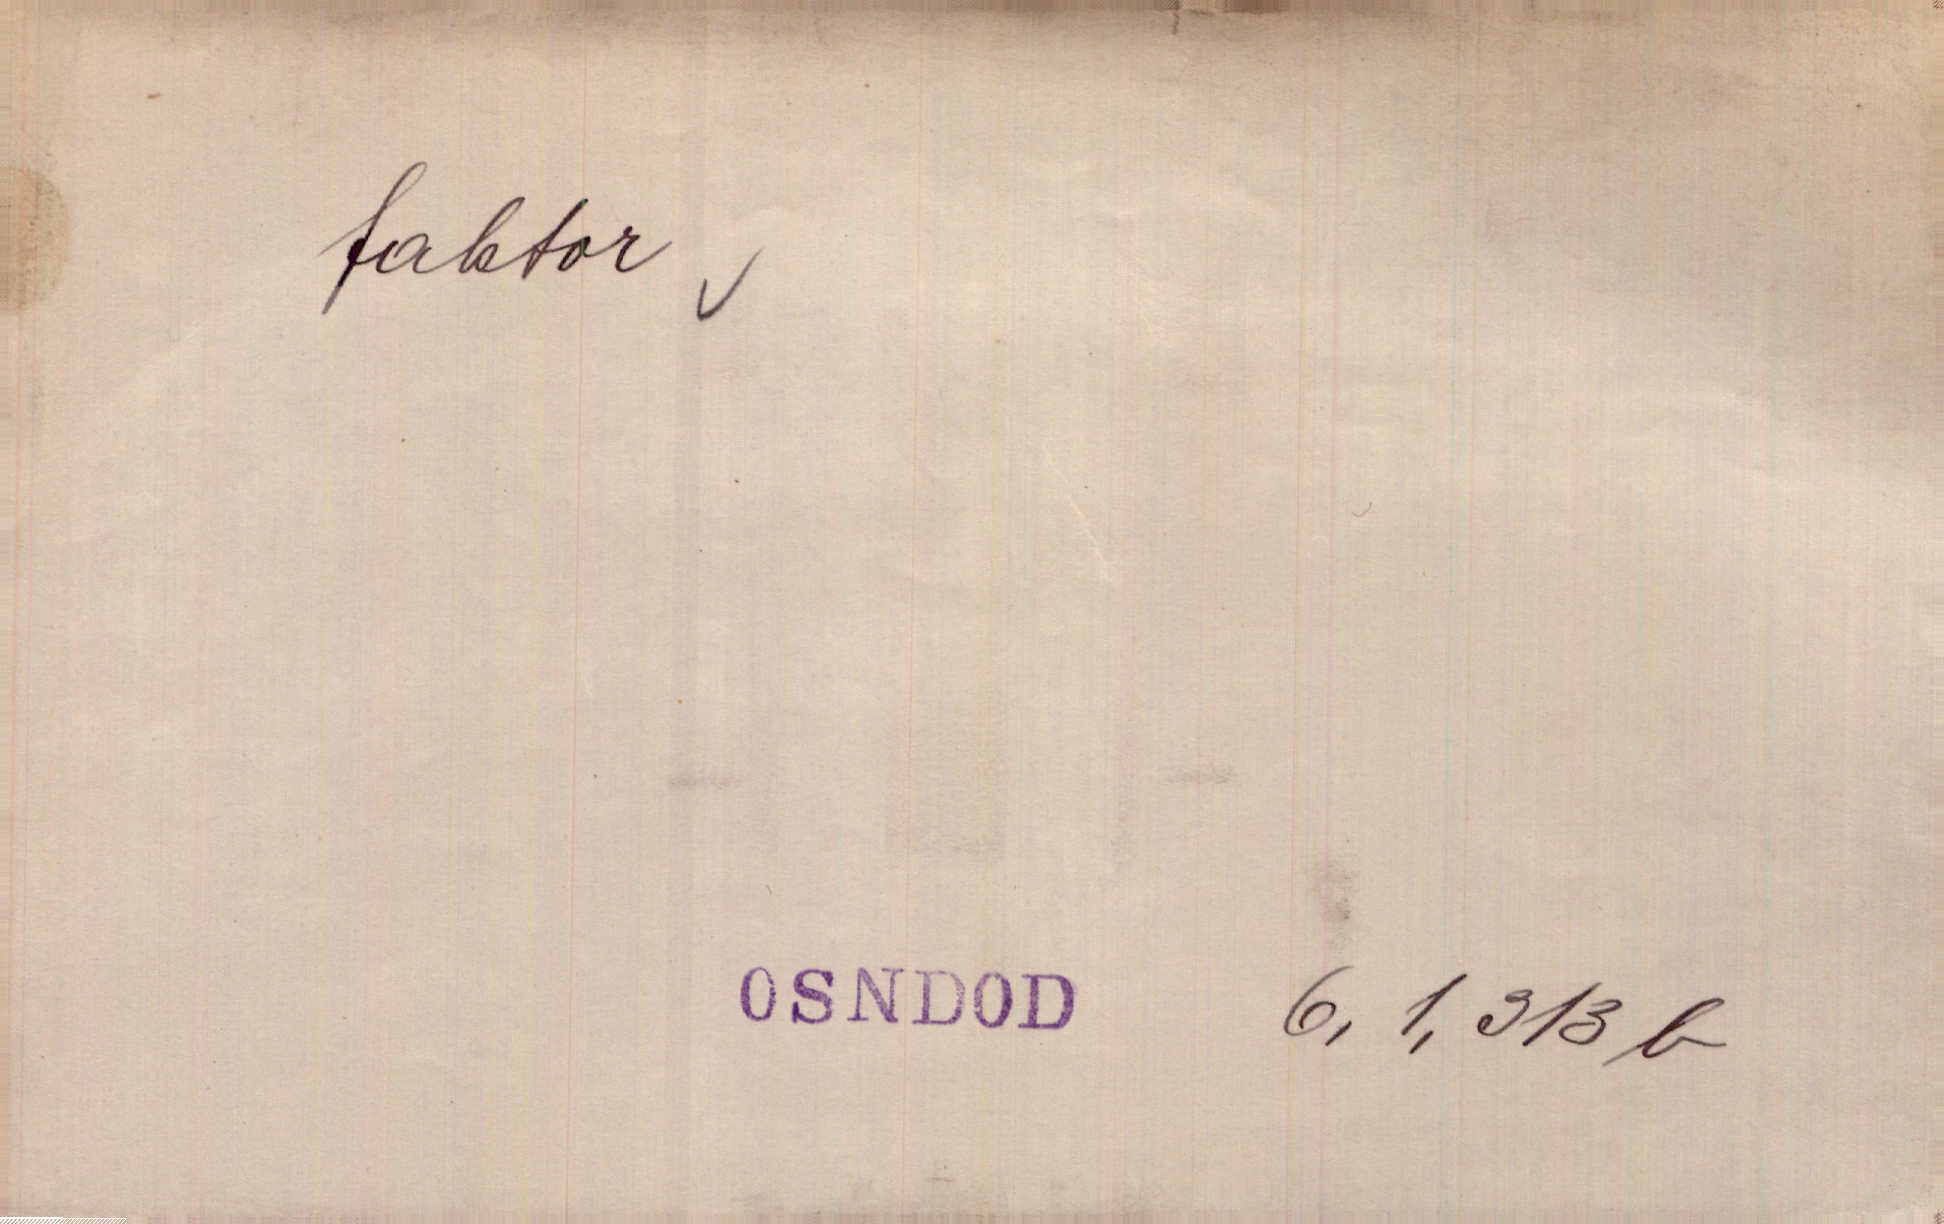 faktor ✓
OSNDOD 6, 1, 313 b